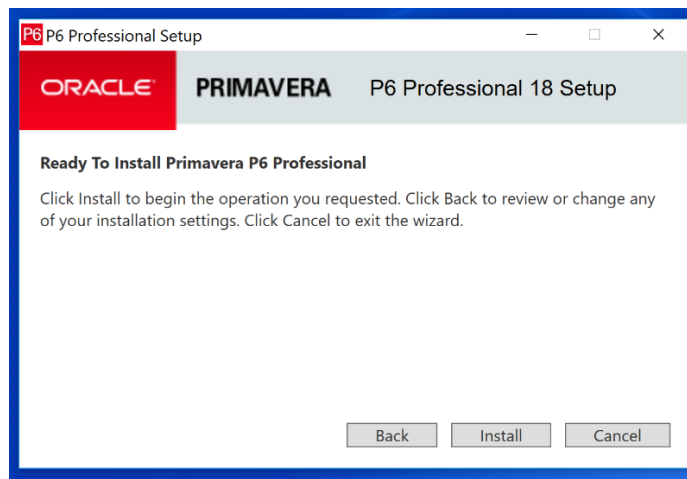 P6 P6 Professional Setup
ORACLE PRIMAVERA P6 Professional 18 Setup
Ready To Install Primavera P6 Professional
Click Install to begin the operation you requested. Click Back to review or change any
of your installation settings. Click Cancel to exit the wizard.
Back Install Cancel